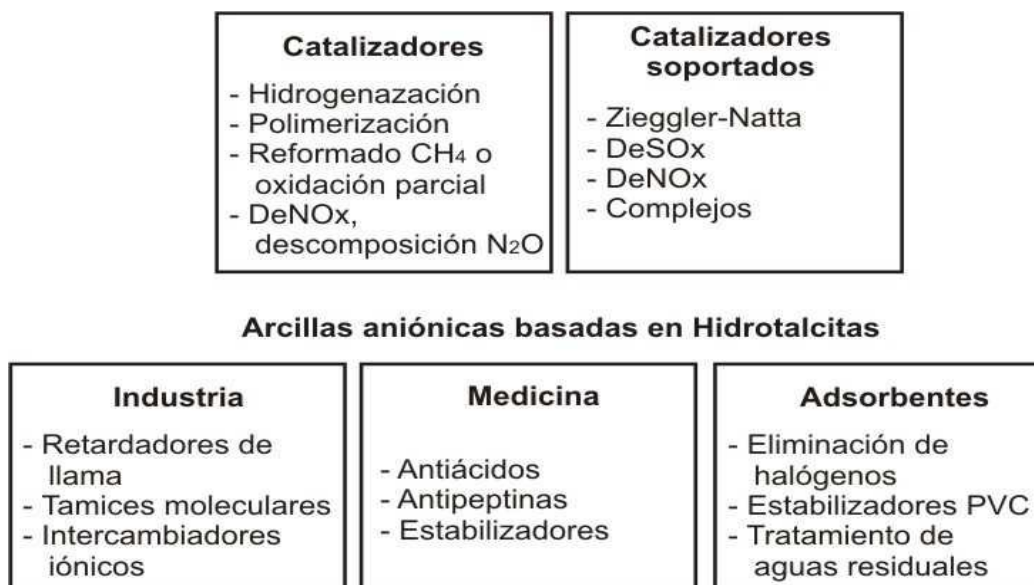 Catalizadores
- Hidrogenazación
- Polimerización
- Reformado CH4 o
oxidación parcial
- DeNOx,
descomposición N2O
Catalizadores
soportados
- Zieggler-Natta
- DeSOx
- DeNOx
- Complejos
Arcillas aniónicas basadas en Hidrotalcitas
Industria
- Retardadores de
llama
- Tamices moleculares
- Intercambiadores
iónicos
Medicina
- Antiácidos
- Antipeptinas
- Estabilizadores
Adsorbentes
- Eliminación de
halógenos
- Estabilizadores PVC
- Tratamiento de
aguas residuales